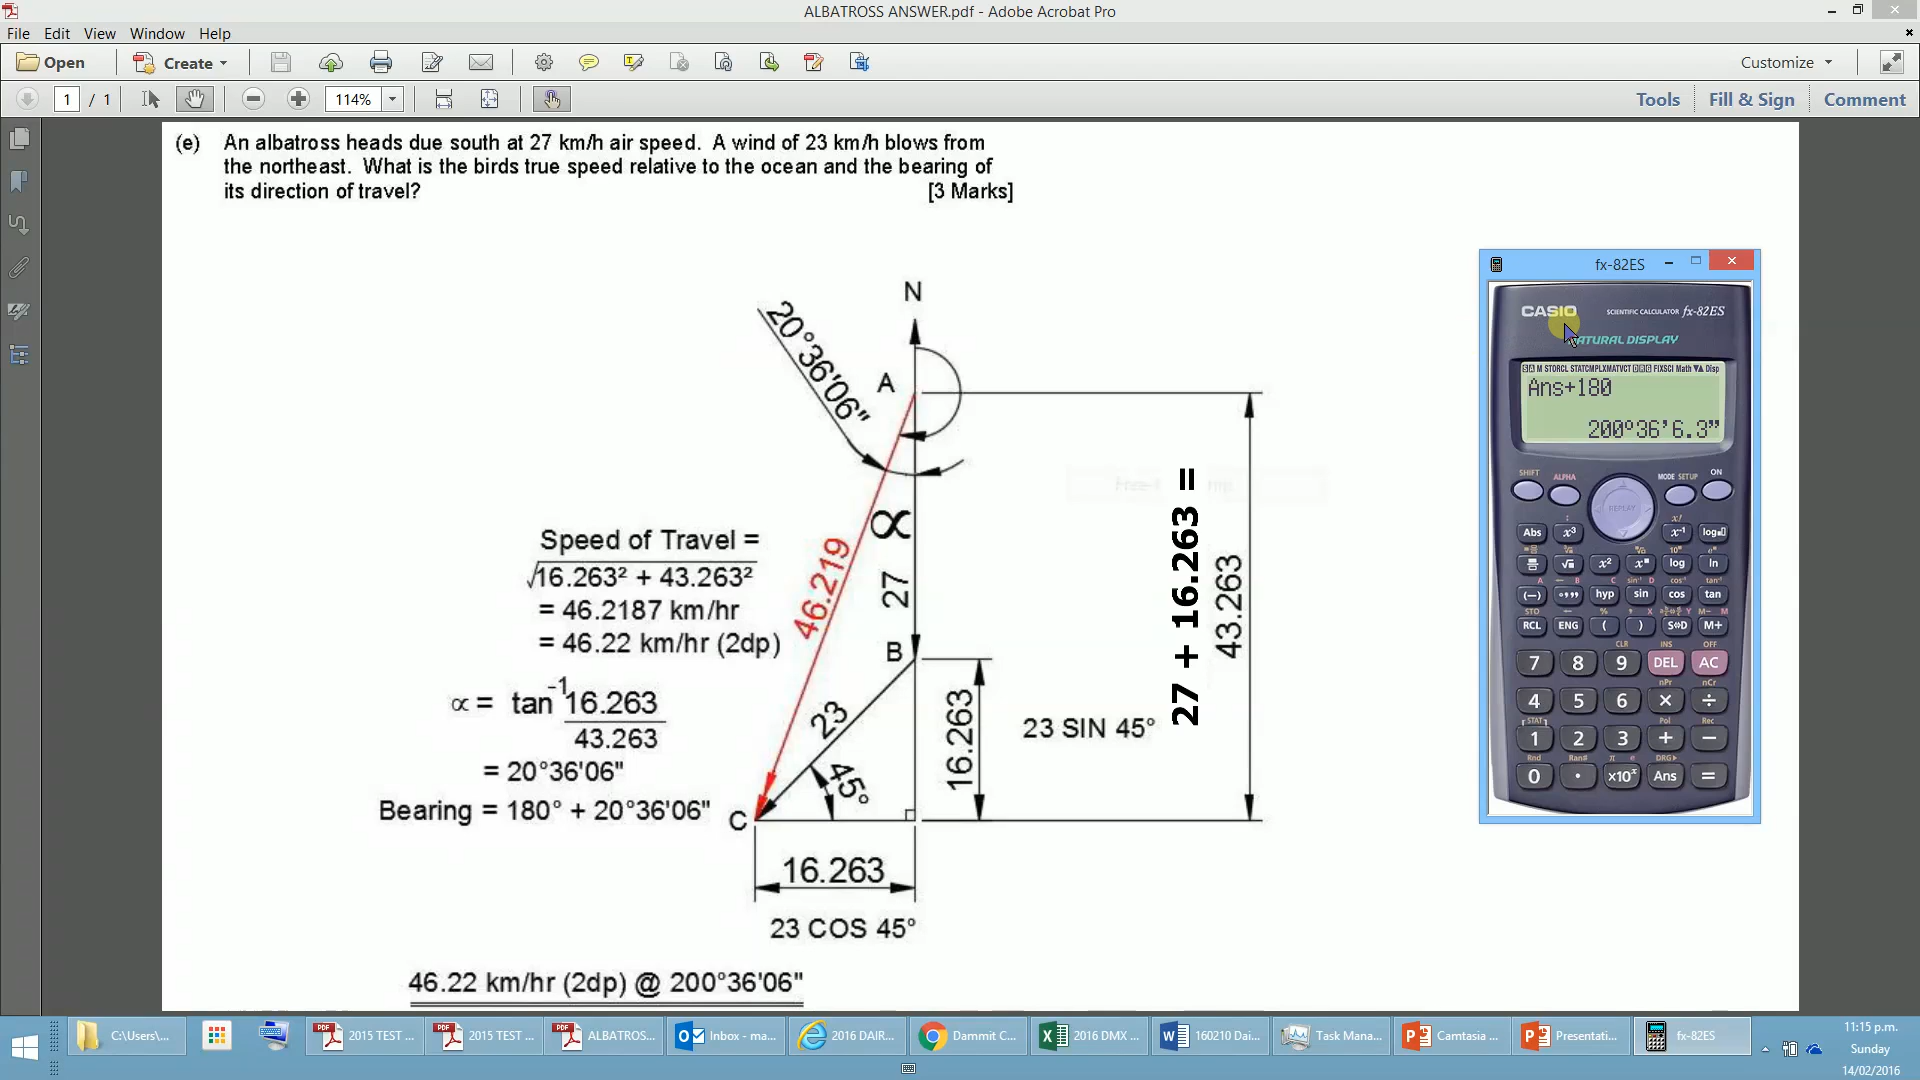 ALBATROSS ANSWER.pdf - Adobe Acrobat Pro
File Edit View Window Help
Open Create Customize
1 / 1 114% Tools Fill & Sign Comment
(e) An albatross heads due south at 27 km/h air speed. A wind of 23 km/h blows from
the northeast. What is the birds true speed relative to the ocean and the bearing of
its direction of travel? [3 Marks]
N
20°36'06"
A
∝
27
46.219
B
23
45°
C
16.263
23 SIN 45°
27 + 16.263 =
43.263
16.263
23 COS 45°
Speed of Travel =
√16.263² + 43.263²
= 46.2187 km/hr
= 46.22 km/hr (2dp)
∝ = tan⁻¹ 16.263
43.263
= 20°36'06"
Bearing = 180° + 20°36'06"
46.22 km/hr (2dp) @ 200°36'06"
fx-82ES
CASIO SCIENTIFIC CALCULATOR fx-82ES
NATURAL DISPLAY
Ans+180
200°36'6.3"
SHIFT ALPHA MODE SETUP ON
REPLAY
Abs x³ x⁻¹ log
√ x² log ln
(−) °,,, hyp sin cos tan
RCL ENG ( ) S⇔D M+
7 8 9 DEL AC
4 5 6 × ÷
1 2 3 + −
0 . ×10ˣ Ans =
C:\Users\... 2015 TEST ... 2015 TEST ... ALBATROS... Inbox - ma... 2016 DAIR... Dammit C... 2016 DMX ... 160210 Dai... Task Mana... Camtasia ... Presentati... fx-82ES
11:15 p.m.
Sunday
14/02/2016